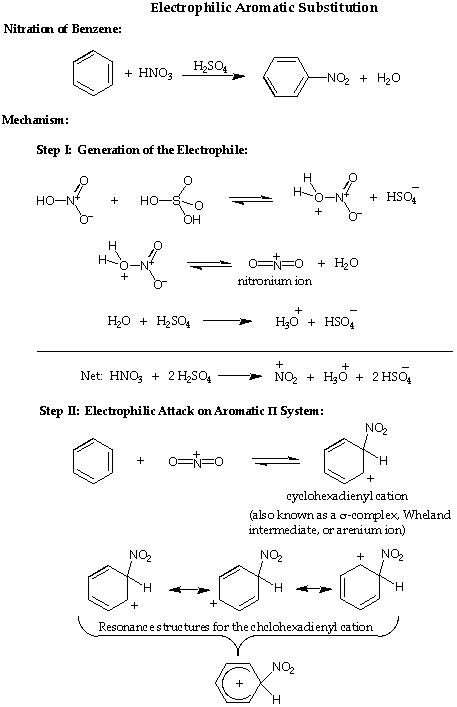 Electrophilic Aromatic Substitution
Nitration of Benzene:
+ HNO3 H2SO4 NO2 + H2O
Mechanism:
Step I: Generation of the Electrophile:
HO N+ O O- + HO S O O OH H H O + N+ O O- + HSO4-
H H O + N+ O O- O=N+=O + H2O
nitronium ion
H2O + H2SO4 H3O+ + HSO4-
Net: HNO3 + 2 H2SO4 +NO2 + H3O+ + 2 HSO4-
Step II: Electrophilic Attack on Aromatic Π System:
+ O=N+=O NO2 H +
cyclohexadienyl cation
(also known as a σ-complex, Wheland
intermediate, or arenium ion)
NO2 H + NO2 H + + NO2 H
Resonance structures for the chclohexadienyl cation
+ NO2 H